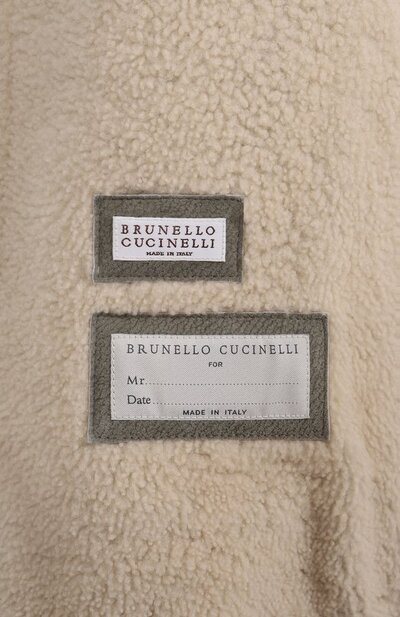 BRUNELLO
CUCINELLI
MADE IN ITALY
BRUNELLO CUCINELLI
FOR
Mr.
Date
MADE IN ITALY